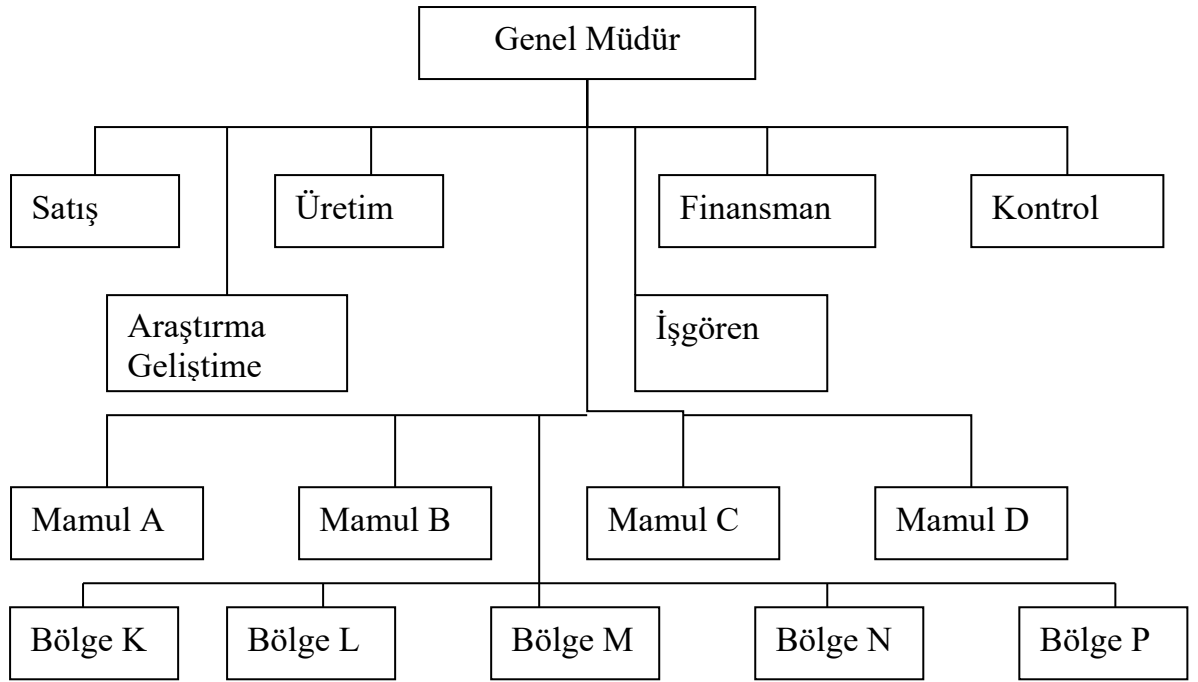 Genel Müdür
Satış
Üretim
Finansman
Kontrol
Araştırma
Geliştime
İşgören
Mamul A
Mamul B
Mamul C
Mamul D
Bölge K
Bölge L
Bölge M
Bölge N
Bölge P